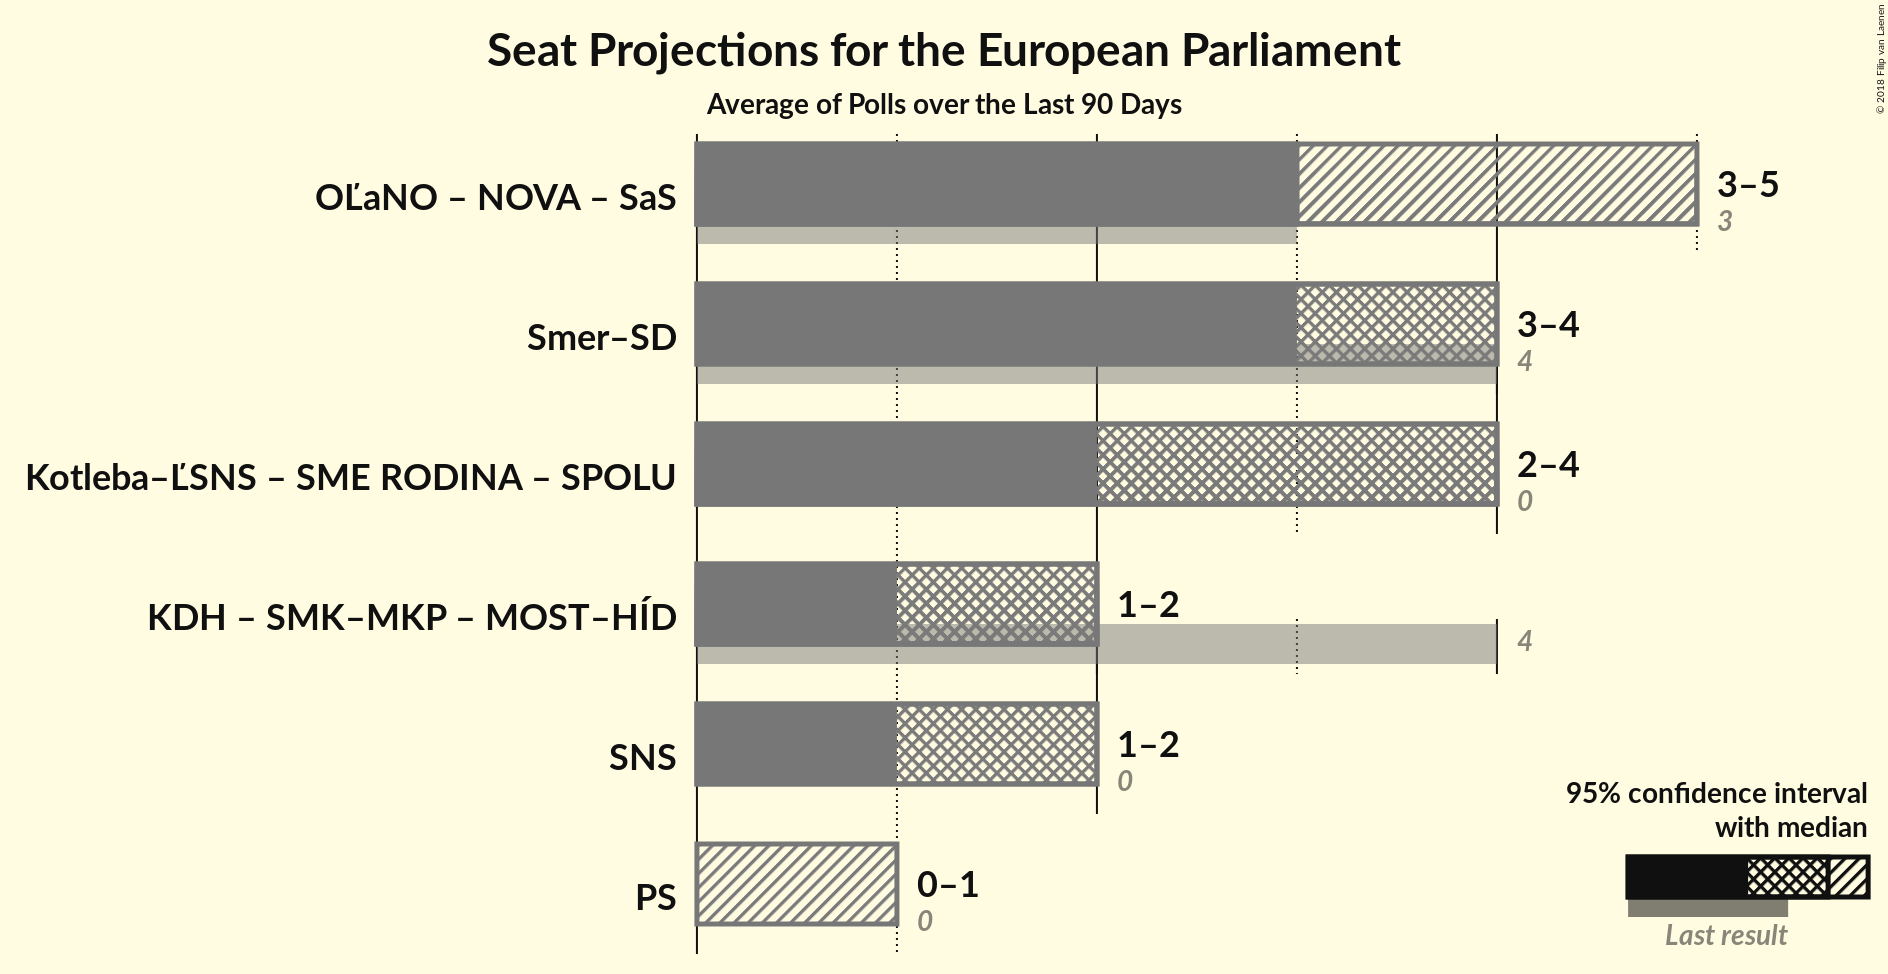 Seat Projections for the European Parliament
Average of Polls over the Last 90 Days
© 2018 Filip van Laenen
OĽaNO – NOVA – SaS
3–5
3
Smer–SD
3–4
4
Kotleba–ĽSNS – SME RODINA – SPOLU
2–4
0
KDH – SMK–MKP – MOST–HÍD
1–2
4
SNS
1–2
0
PS
0–1
0
95% confidence interval
with median
Last result